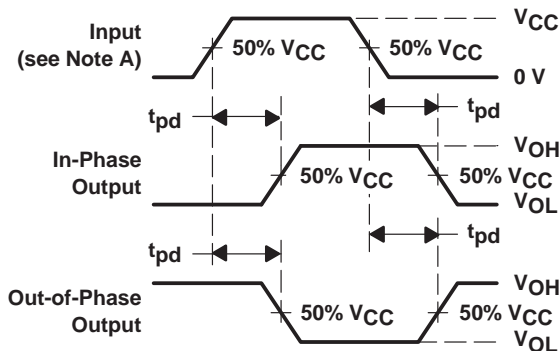 VCC
Input
(see Note A)
50% VCC
50% VCC
0 V
tpd
tpd
In-Phase
Output
VOH
50% VCC
50% VCC
VOL
tpd
tpd
Out-of-Phase
Output
VOH
50% VCC
50% VCC
VOL